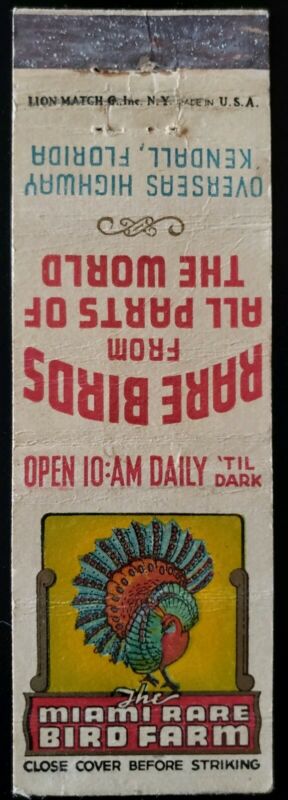 LION MATCH C., Inc. N.Y. MADE IN U.S.A.
RARE BIRDS
FROM
ALL PARTS OF
THE WORLD
OVERSEAS HIGHWAY
KENDALL, FLORIDA
OPEN 10:AM DAILY 'TIL
DARK
The
MIAMI RARE
BIRD FARM
CLOSE COVER BEFORE STRIKING